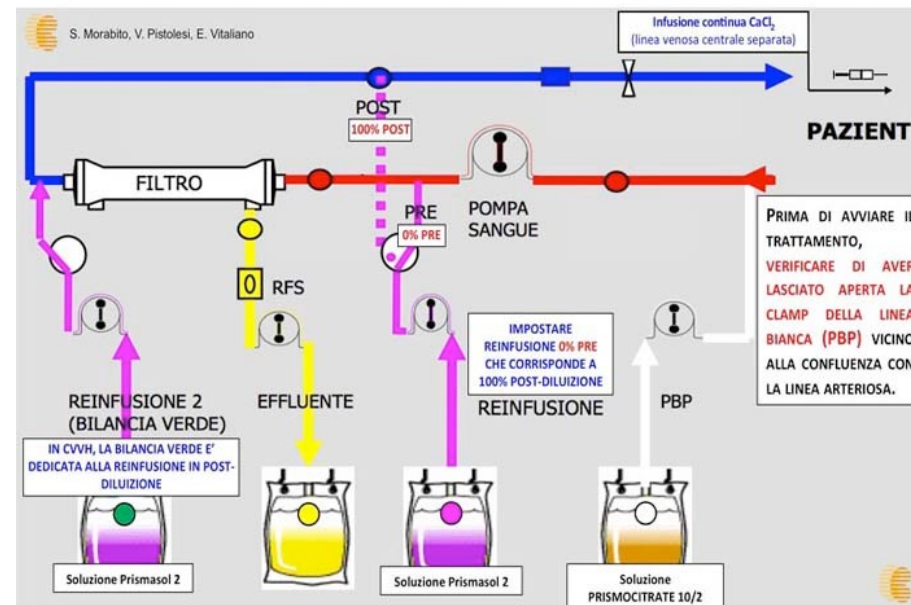 S. Morabito, V. Pistolesi, E. Vitaliano
Infusione continua CaCl₂
(linea venosa centrale separata)
POST
100% POST
PAZIENT
FILTRO
PRE
0% PRE
POMPA
SANGUE
PRIMA DI AVVIARE IL
TRATTAMENTO,
VERIFICARE DI AVER
LASCIATO APERTA LA
CLAMP DELLA LINEA
BIANCA (PBP) VICINO
ALLA CONFLUENZA CON
LA LINEA ARTERIOSA.
RFS
IMPOSTARE
REINFUSIONE 0% PRE
CHE CORRISPONDE A
100% POST-DILUIZIONE
REINFUSIONE 2
(BILANCIA VERDE)
EFFLUENTE
REINFUSIONE
PBP
IN CVVH, LA BILANCIA VERDE E'
DEDICATA ALLA REINFUSIONE IN POST-
DILUIZIONE
Soluzione Prismasol 2
Soluzione Prismasol 2
Soluzione
PRISMOCITRATE 10/2